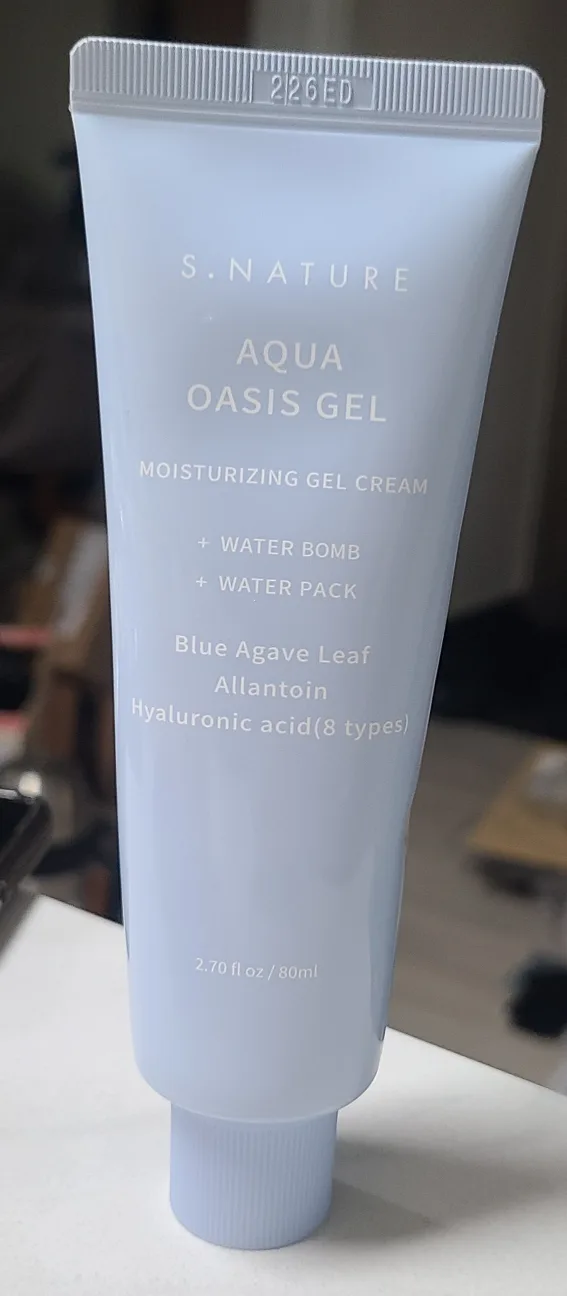 226ED
S.NATURE
AQUA
OASIS GEL
MOISTURIZING GEL CREAM
+ WATER BOMB
+ WATER PACK
Blue Agave Leaf
Allantoin
Hyaluronic acid(8 types)
2.70 fl oz / 80ml